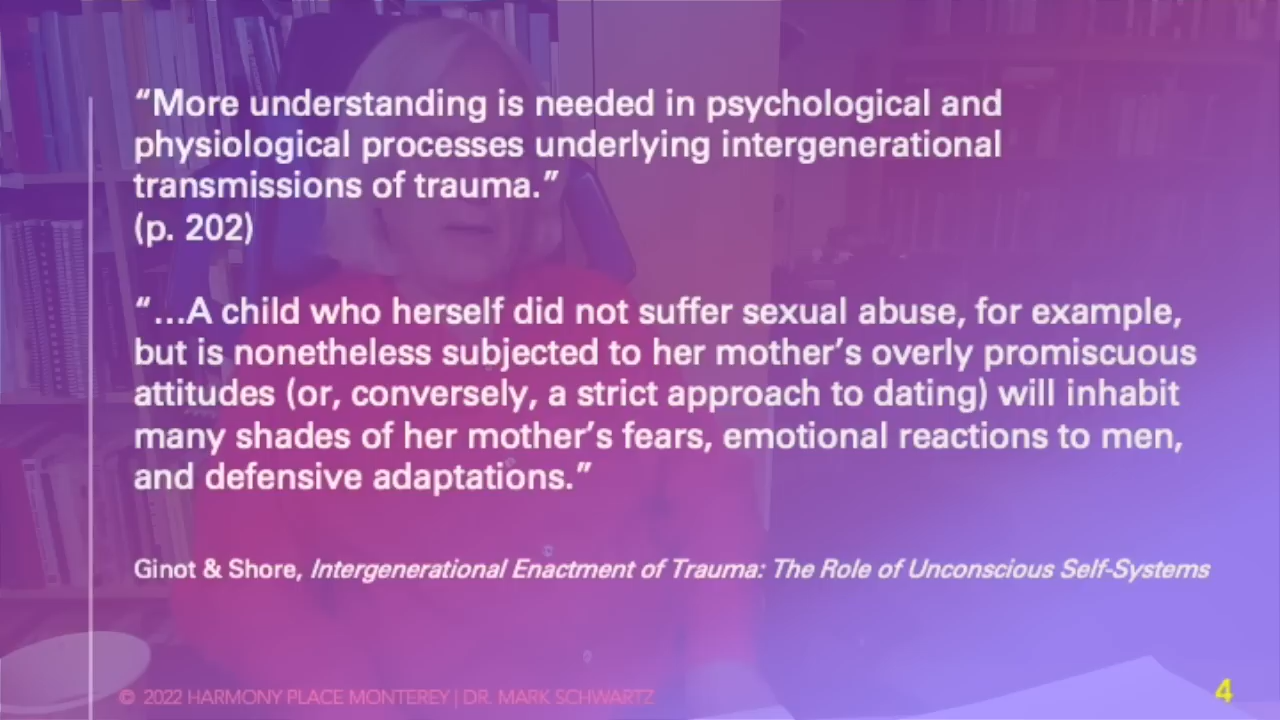 “More understanding is needed in psychological and
physiological processes underlying intergenerational
transmissions of trauma.”
(p. 202)
“…A child who herself did not suffer sexual abuse, for example,
but is nonetheless subjected to her mother’s overly promiscuous
attitudes (or, conversely, a strict approach to dating) will inhabit
many shades of her mother’s fears, emotional reactions to men,
and defensive adaptations.”
Ginot & Shore, Intergenerational Enactment of Trauma: The Role of Unconscious Self-Systems
© 2022 HARMONY PLACE MONTEREY | DR. MARK SCHWARTZ
4